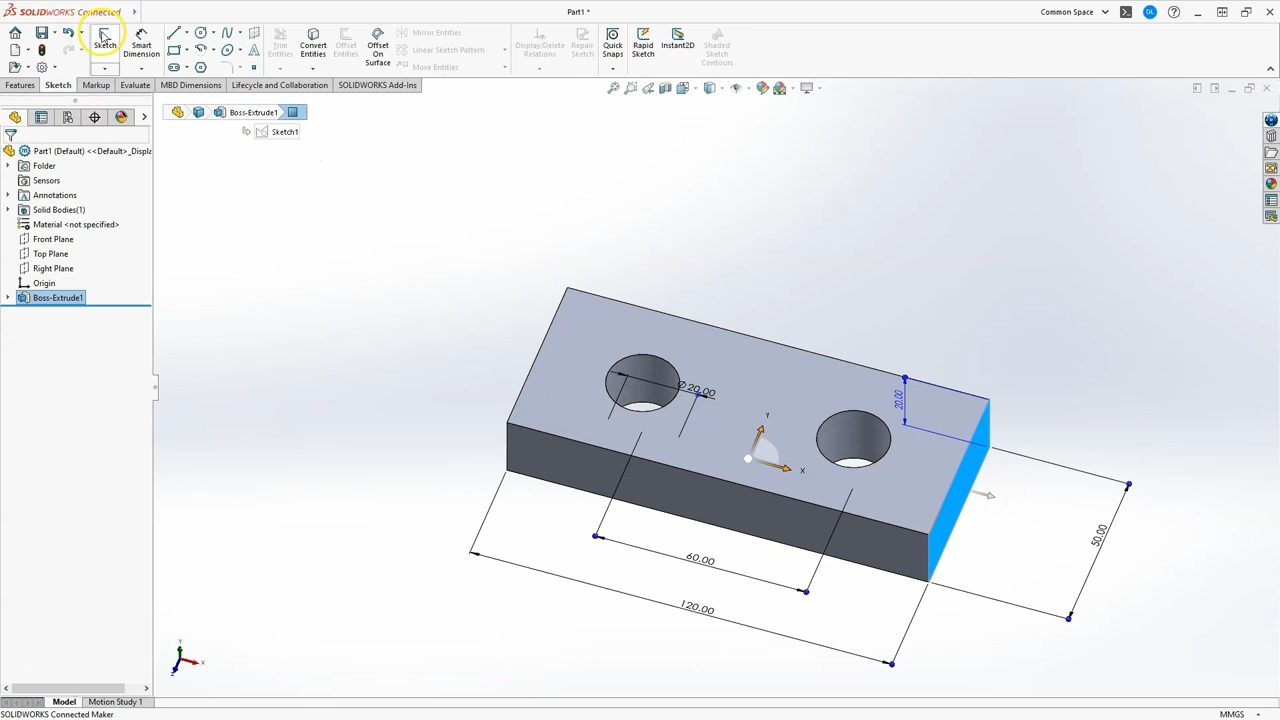 SOLIDWORKS Connected
Part1 *
Common Space
DL
Sketch
Smart Dimension
Trim Entities
Convert Entities
Offset Entities
Offset On Surface
Mirror Entities
Linear Sketch Pattern
Move Entities
Display/Delete Relations
Repair Sketch
Quick Snaps
Rapid Sketch
Instant2D
Shaded Sketch Contours
Features
Sketch
Markup
Evaluate
MBD Dimensions
Lifecycle and Collaboration
SOLIDWORKS Add-Ins
Boss-Extrude1
Sketch1
Part1 (Default) <<Default>_Displa
Folder
Sensors
Annotations
Solid Bodies(1)
Material <not specified>
Front Plane
Top Plane
Right Plane
Origin
Boss-Extrude1
Ø20.00
20.00
Y
X
50.00
60.00
120.00
Y
X
Z
Model
Motion Study 1
SOLIDWORKS Connected Maker
MMGS